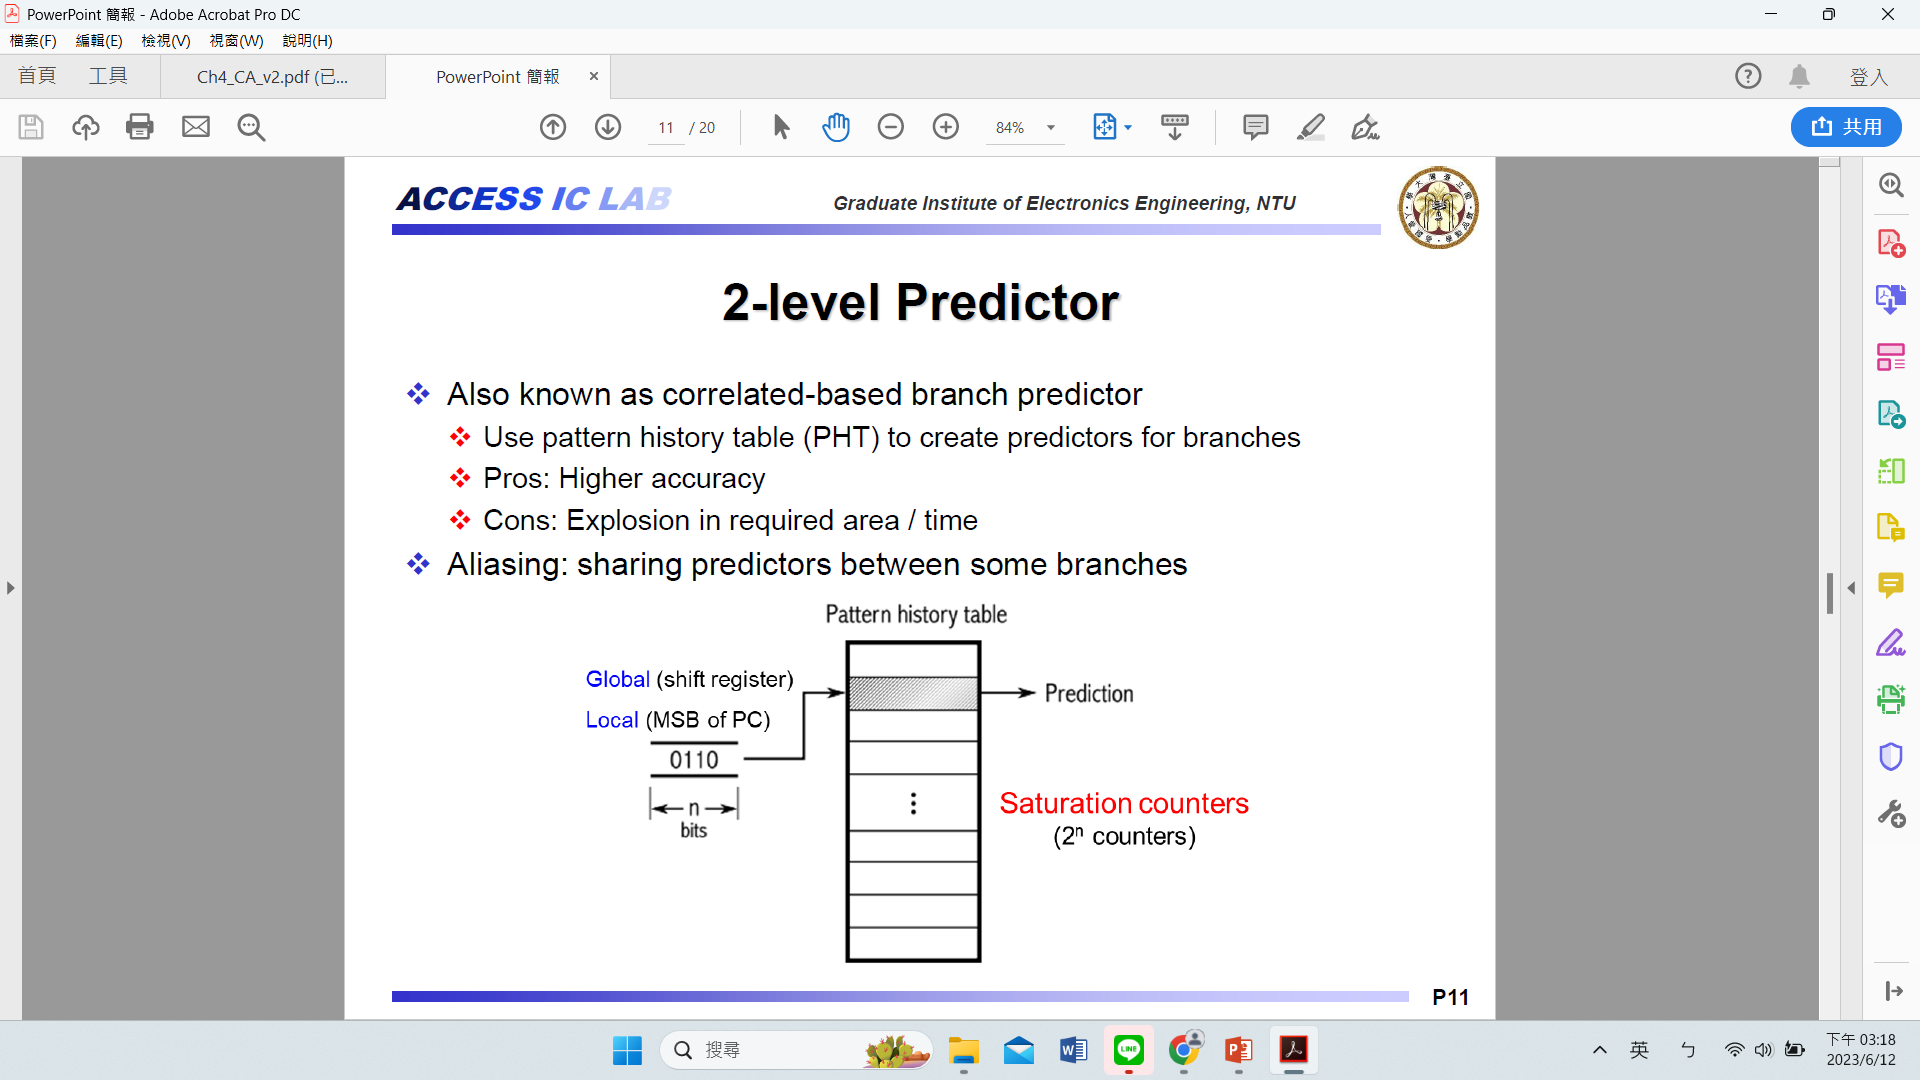 PowerPoint 簡報 - Adobe Acrobat Pro DC
檔案(F) 編輯(E) 檢視(V) 視窗(W) 說明(H)
首頁 工具 Ch4_CA_v2.pdf (已... PowerPoint 簡報 × 登入
11 / 20 84% 共用
ACCESS IC LAB
Graduate Institute of Electronics Engineering, NTU
2-level Predictor
Also known as correlated-based branch predictor
Use pattern history table (PHT) to create predictors for branches
Pros: Higher accuracy
Cons: Explosion in required area / time
Aliasing: sharing predictors between some branches
Pattern history table
Global (shift register)
Prediction
Local (MSB of PC)
0110
n
bits
Saturation counters
(2ⁿ counters)
P11
搜尋
LINE
英 ㄅ
下午 03:18
2023/6/12